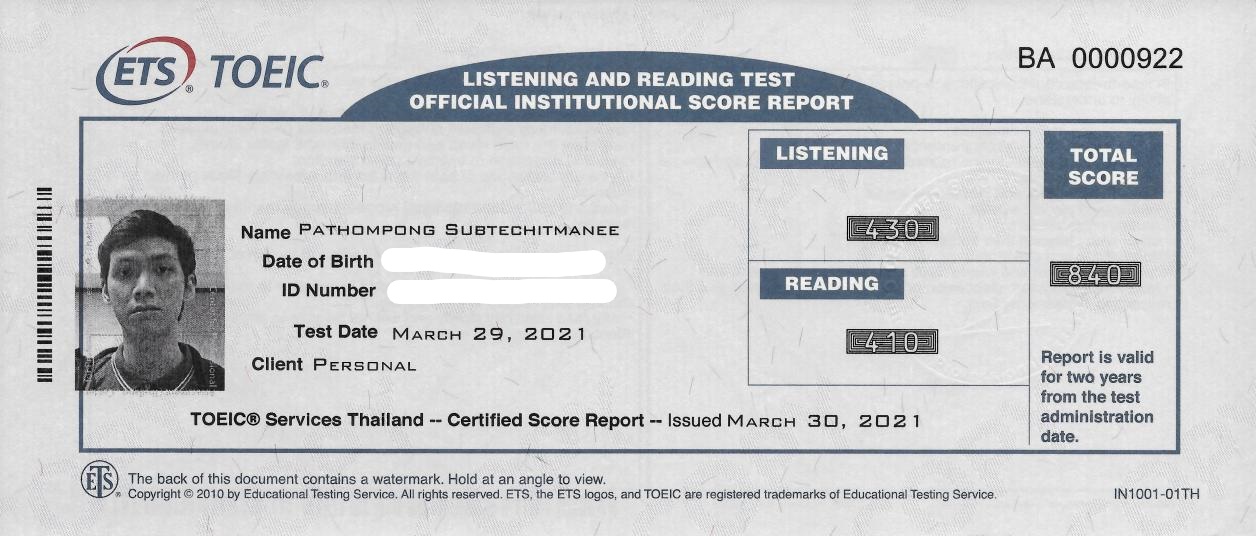 ETS® TOEIC®
LISTENING AND READING TEST
OFFICIAL INSTITUTIONAL SCORE REPORT
BA 0000922
LISTENING
430
READING
410
TOTAL
SCORE
840
Name PATHOMPONG SUBTECHITMANEE
Date of Birth
ID Number
Test Date MARCH 29, 2021
Client PERSONAL
Report is valid
for two years
from the test
administration
date.
TOEIC® Services Thailand -- Certified Score Report -- Issued MARCH 30, 2021
ETS®
The back of this document contains a watermark. Hold at an angle to view.
Copyright © 2010 by Educational Testing Service. All rights reserved. ETS, the ETS logos, and TOEIC are registered trademarks of Educational Testing Service.
IN1001-01TH